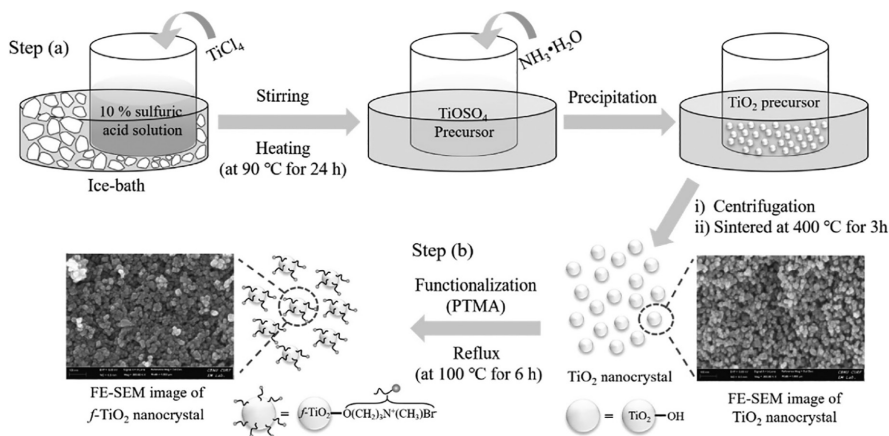 Step (a)
TiCl₄
10 % sulfuric
acid solution
Ice-bath
Stirring
Heating
(at 90 °C for 24 h)
NH₃•H₂O
TiOSO₄
Precursor
Precipitation
TiO₂ precursor
i) Centrifugation
ii) Sintered at 400 °C for 3h
Step (b)
Functionalization
(PTMA)
Reflux
(at 100 °C for 6 h)
TiO₂ nanocrystal
FE-SEM image of
TiO₂ nanocrystal
= TiO₂ OH
FE-SEM image of
f-TiO₂ nanocrystal
= f-TiO₂ O(CH₂)₃N⁺(CH₃)Br